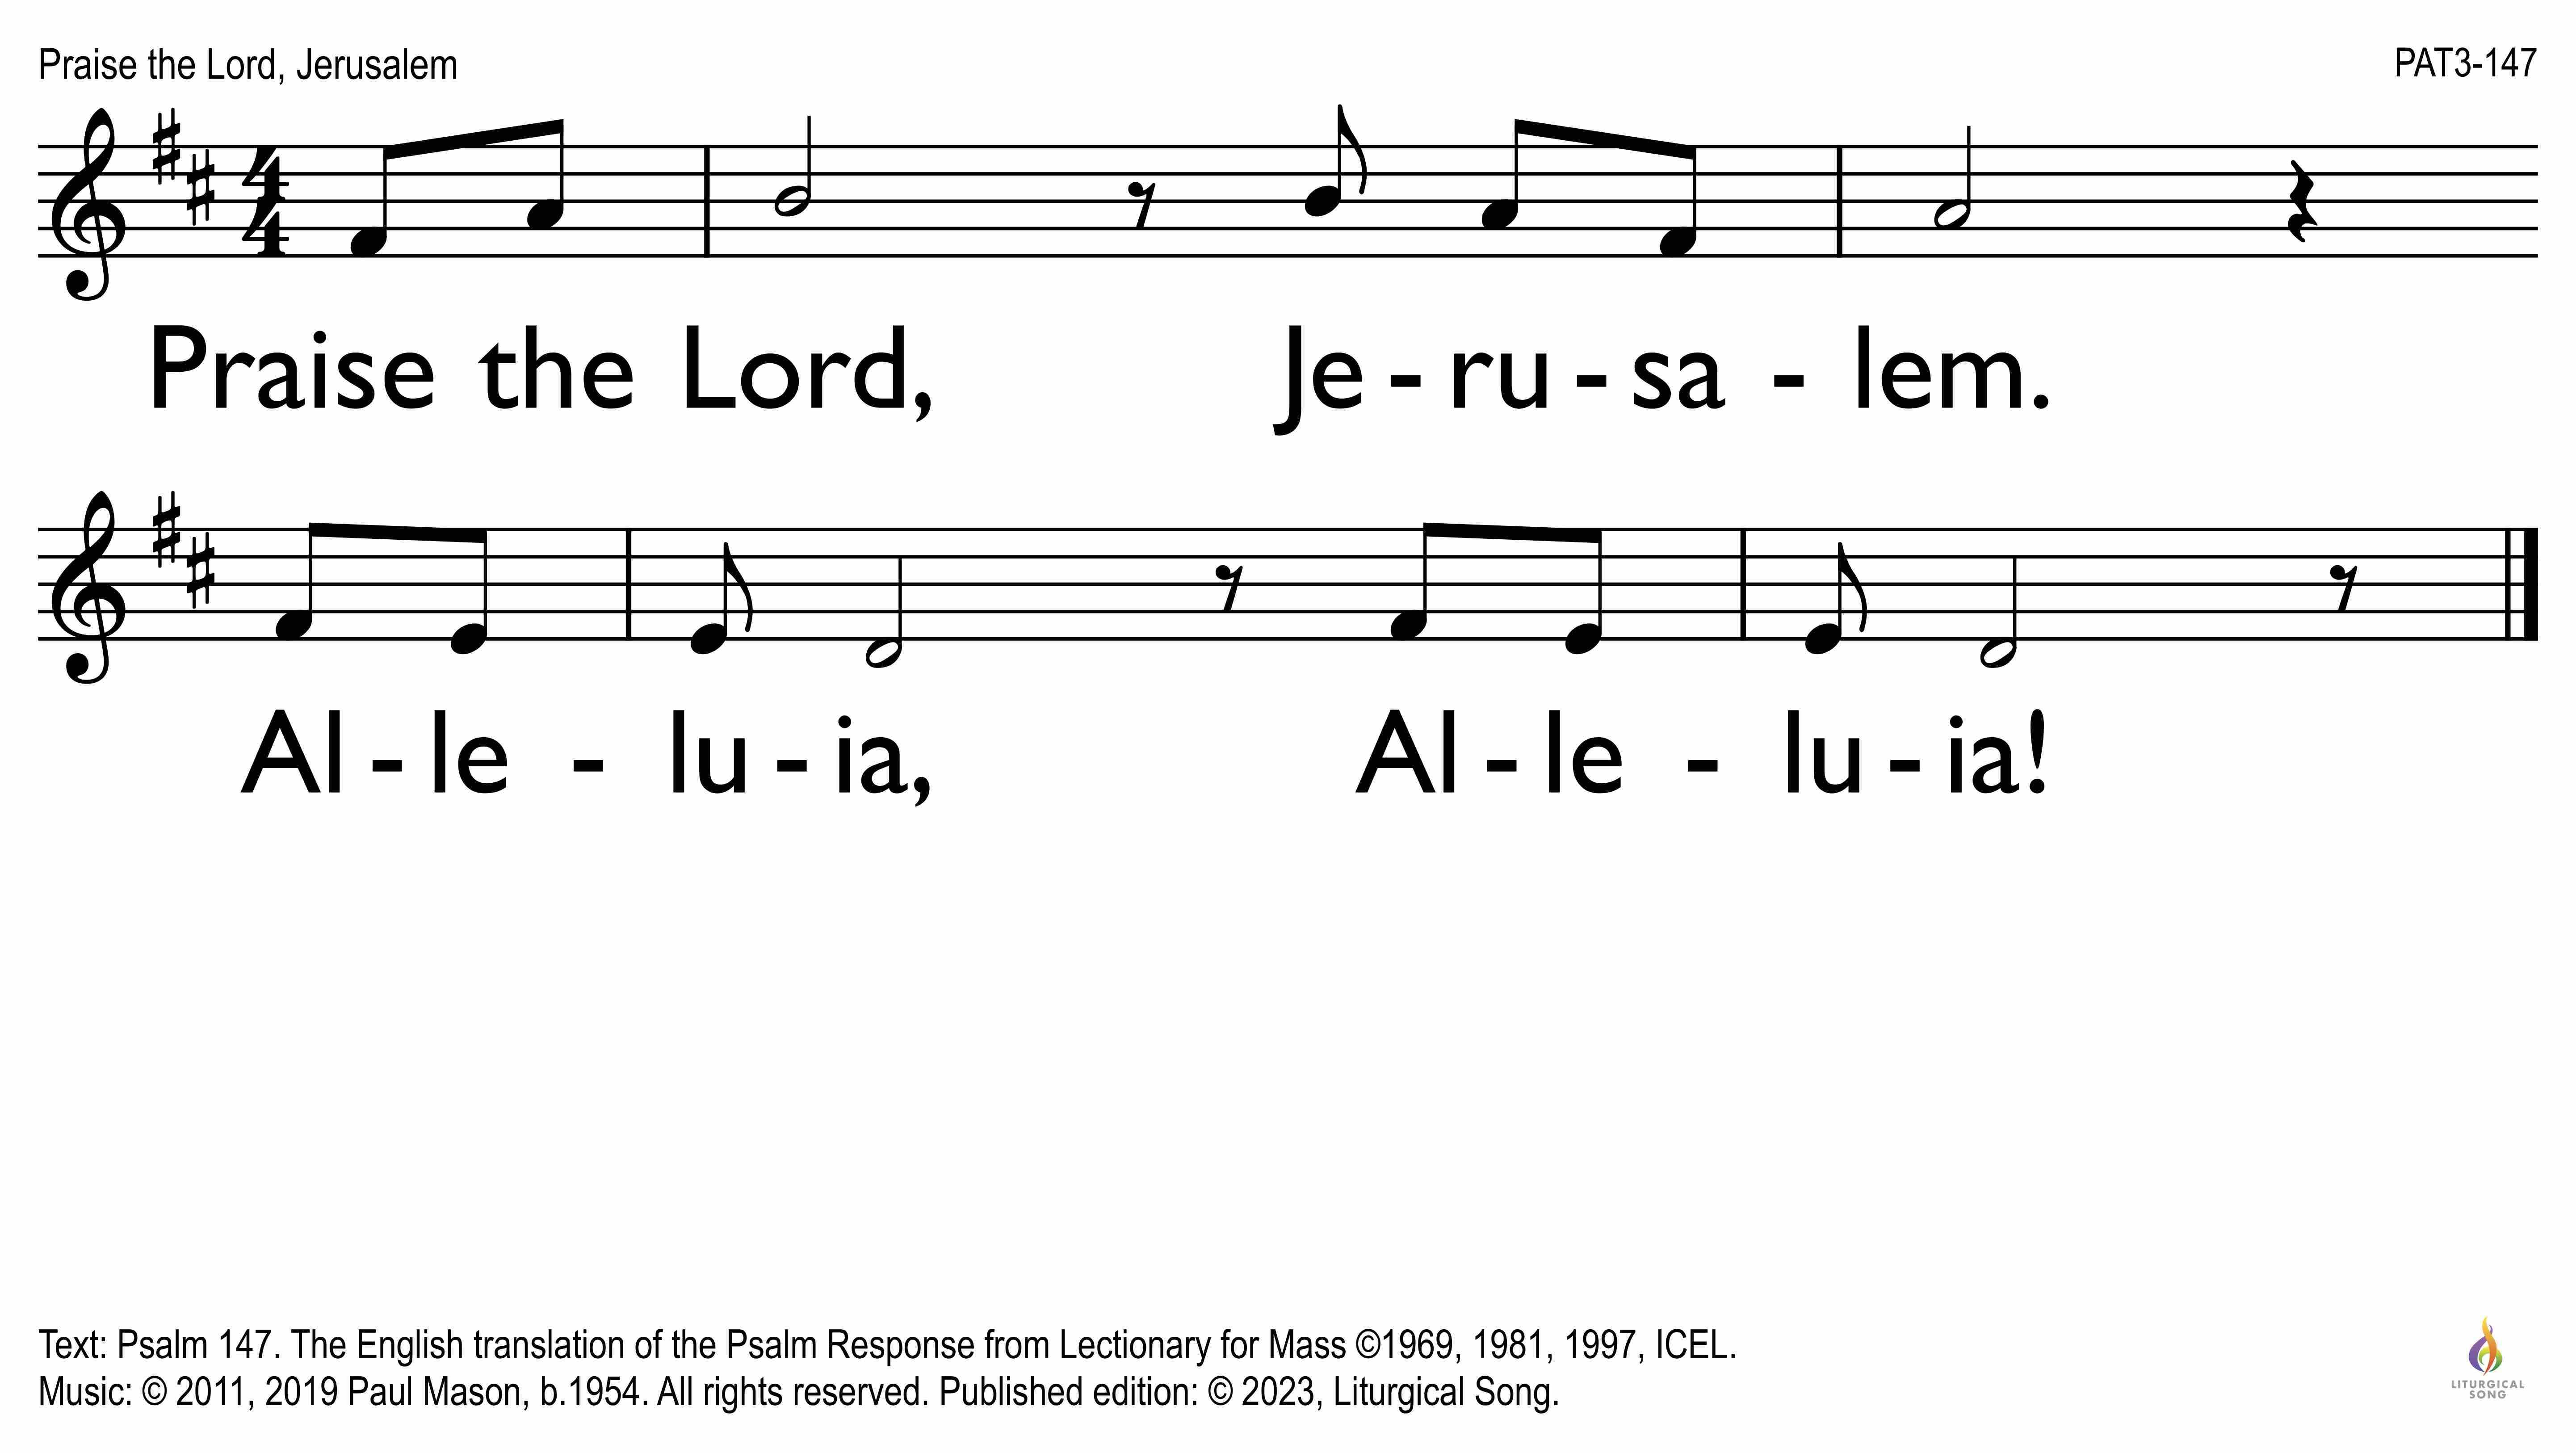 Praise the Lord, Jerusalem PAT3-147
4
4
Praise the Lord, Je - ru - sa - lem.
Al - le - lu - ia, Al - le - lu - ia!
Text: Psalm 147. The English translation of the Psalm Response from Lectionary for Mass ©1969, 1981, 1997, ICEL.
Music: © 2011, 2019 Paul Mason, b.1954. All rights reserved. Published edition: © 2023, Liturgical Song.
LITURGICAL
SONG